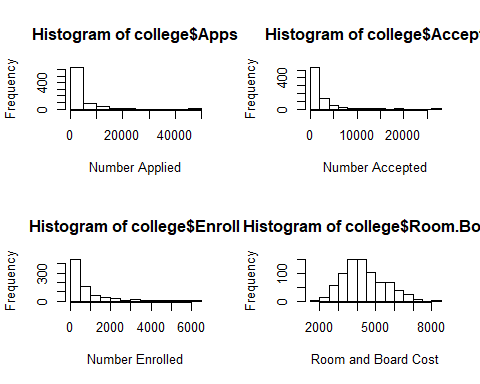 Histogram of college$Apps
Frequency
0 400
0 20000 40000
Number Applied
Histogram of college$Accept
Frequency
0 400
0 10000 20000
Number Accepted
Histogram of college$Enroll
Frequency
0 300
0 2000 4000 6000
Number Enrolled
Histogram of college$Room.Bo
Frequency
0 100
2000 5000 8000
Room and Board Cost